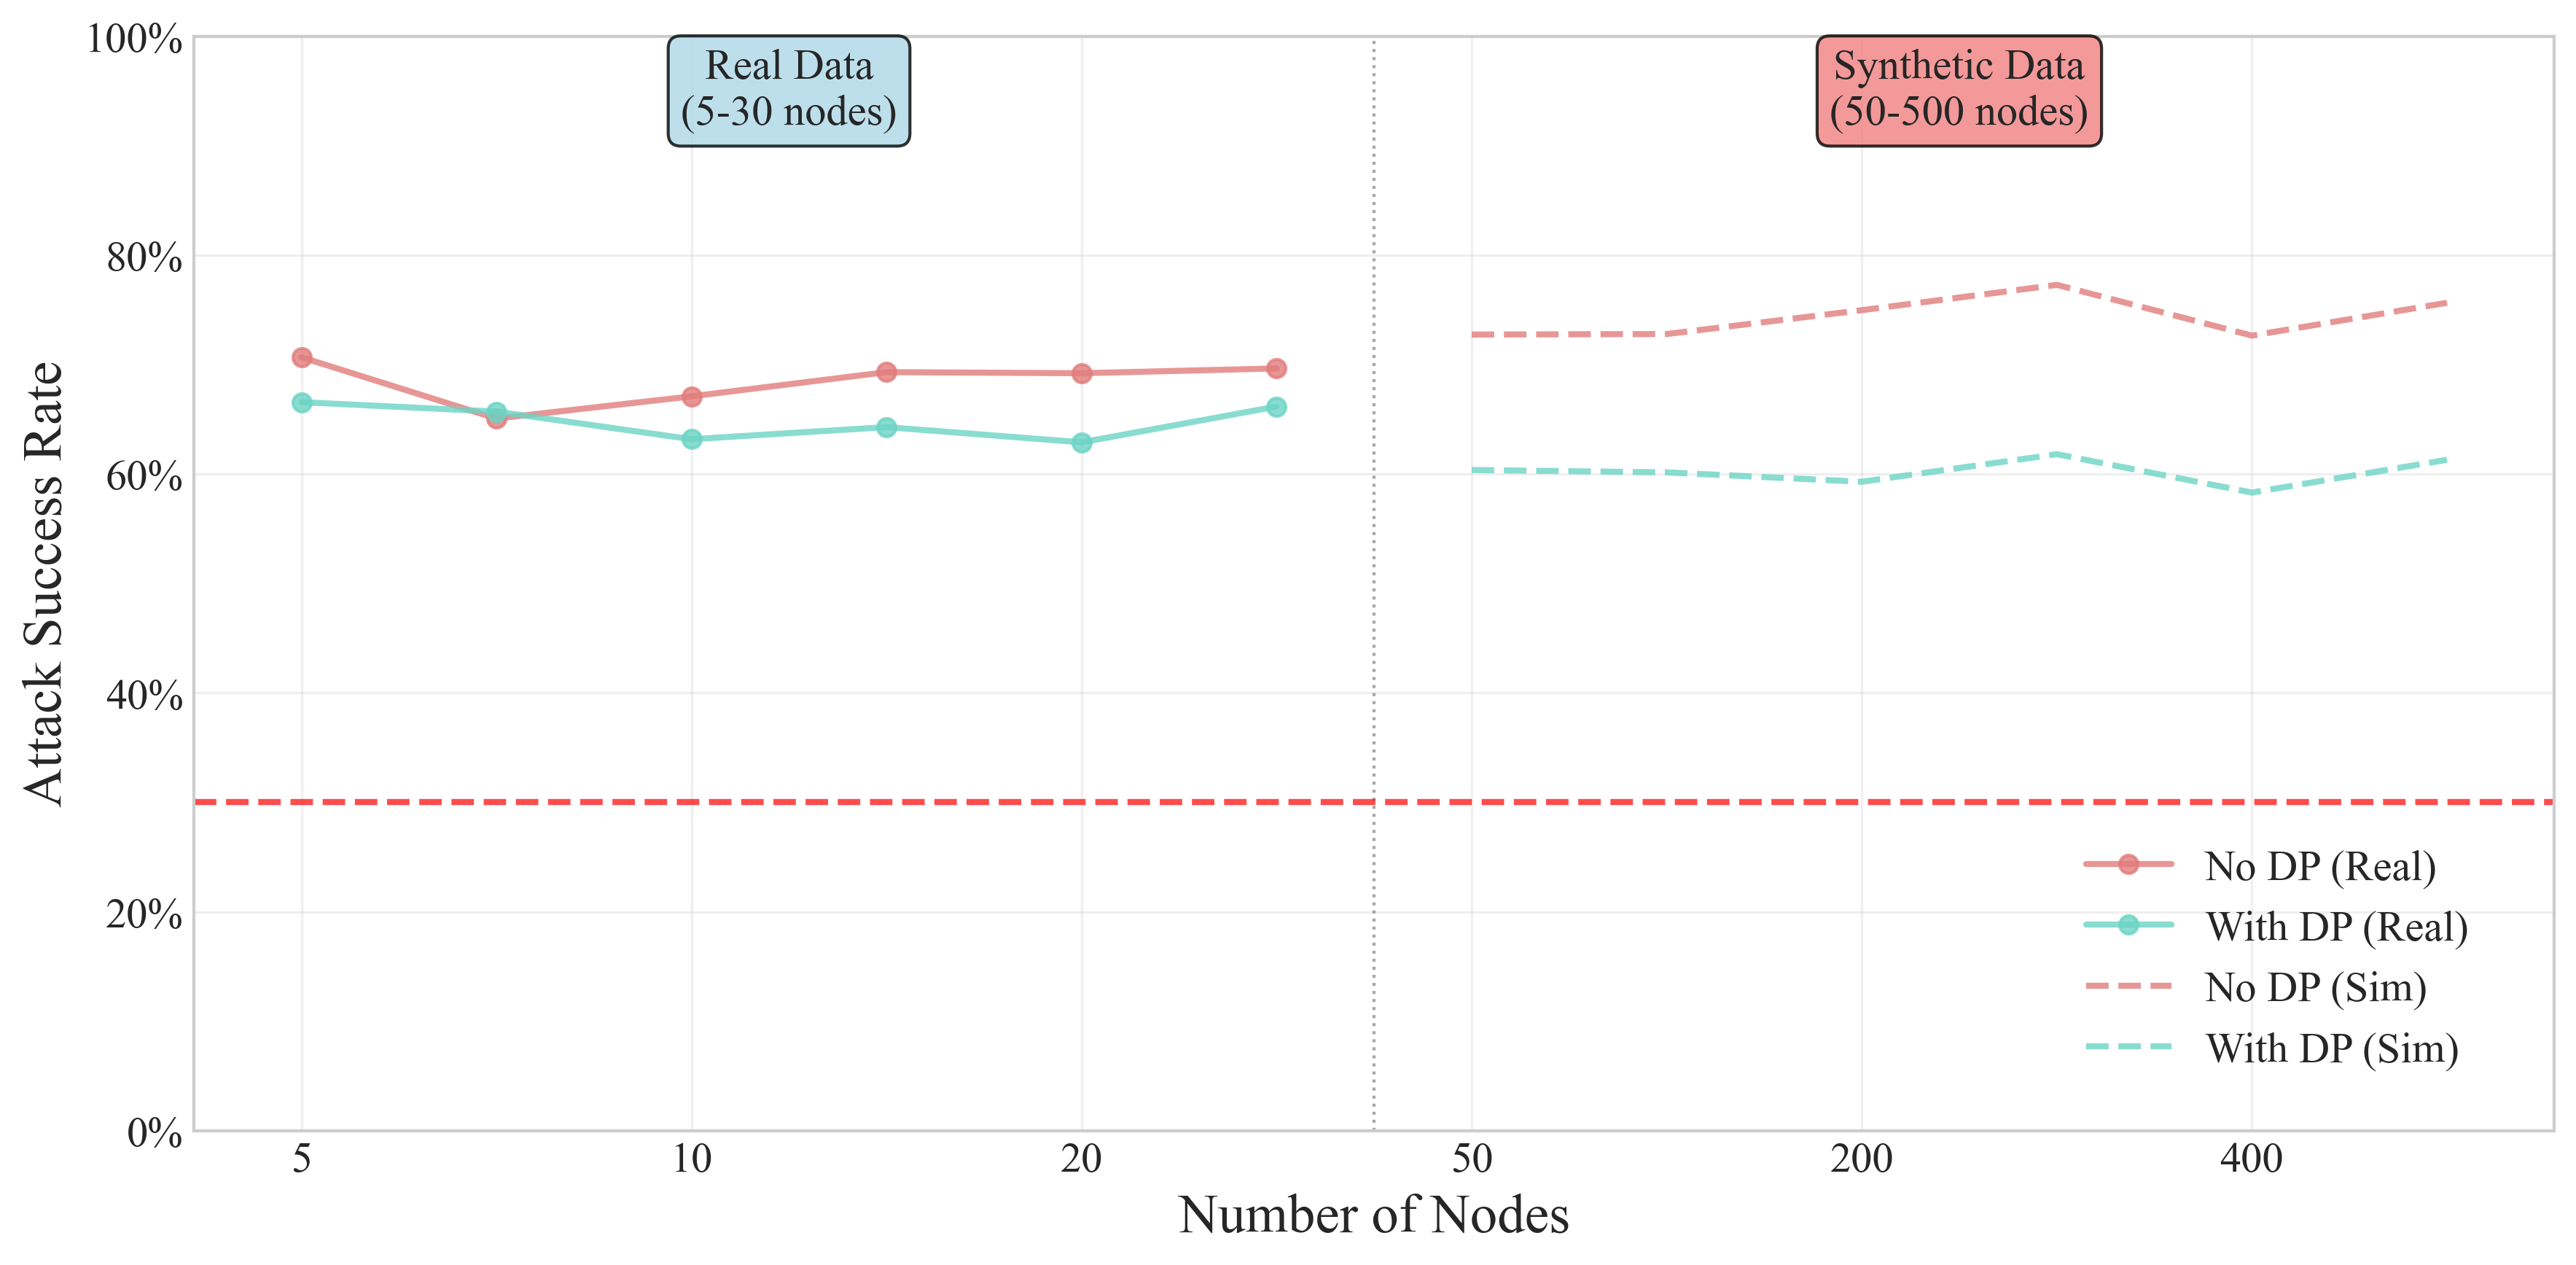 Real Data
(5-30 nodes)
Synthetic Data
(50-500 nodes)
100%
80%
60%
40%
20%
0%
Attack Success Rate
No DP (Real)
With DP (Real)
No DP (Sim)
With DP (Sim)
5
10
20
50
200
400
Number of Nodes